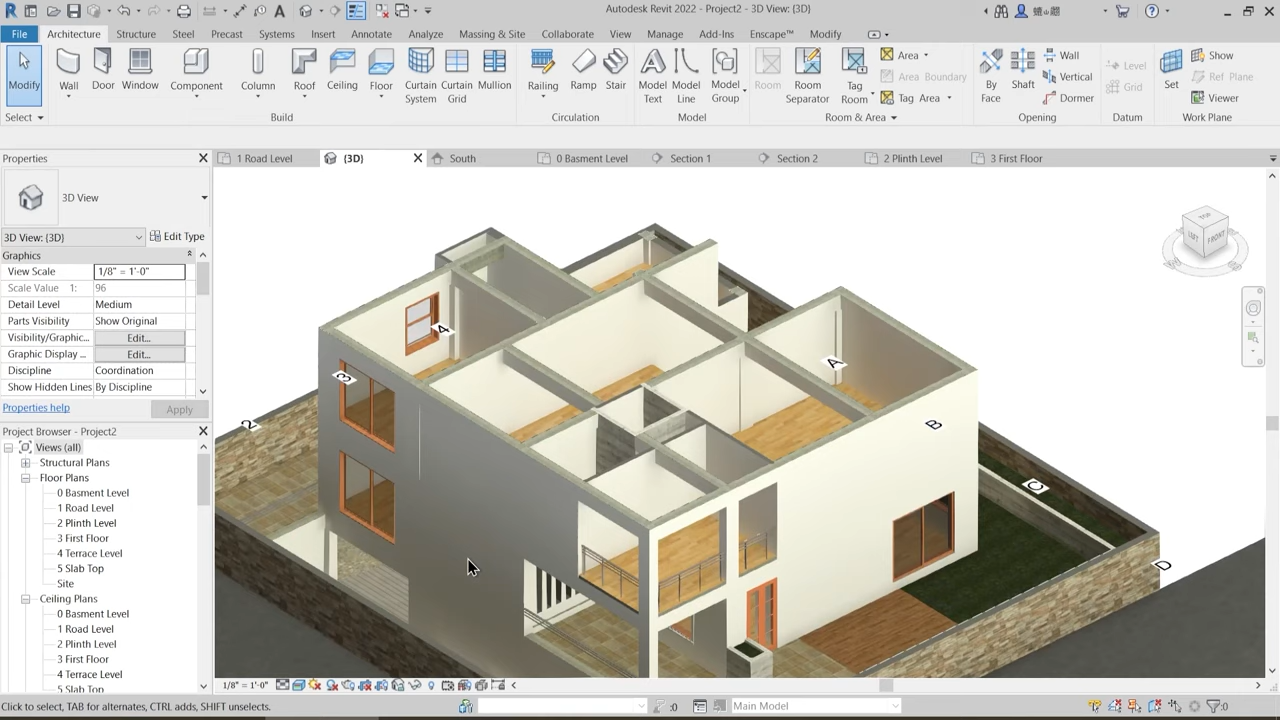 Autodesk Revit 2022 - Project2 - 3D View: {3D}
File Architecture Structure Steel Precast Systems Insert Annotate Analyze Massing & Site Collaborate View Manage Add-Ins Enscape™ Modify
Modify
Wall
Door
Window
Component
Column
Roof
Ceiling
Floor
Curtain System
Curtain Grid
Mullion
Railing
Ramp
Stair
Model Text
Model Line
Model Group
Room
Room Separator
Tag Room
Area
Area Boundary
Tag Area
By Face
Shaft
Wall
Vertical
Dormer
Level
Grid
Set
Show
Ref Plane
Viewer
Select
Build
Circulation
Model
Room & Area
Opening
Datum
Work Plane
Properties
1 Road Level
{3D}
South
0 Basment Level
Section 1
Section 2
2 Plinth Level
3 First Floor
3D View
3D View: {3D}
Edit Type
Graphics
View Scale 1/8" = 1'-0"
Scale Value 1: 96
Detail Level Medium
Parts Visibility Show Original
Visibility/Graphic... Edit...
Graphic Display ... Edit...
Discipline Coordination
Show Hidden Lines By Discipline
Properties help
Apply
Project Browser - Project2
Views (all)
Structural Plans
Floor Plans
0 Basment Level
1 Road Level
2 Plinth Level
3 First Floor
4 Terrace Level
5 Slab Top
Site
Ceiling Plans
0 Basment Level
1 Road Level
2 Plinth Level
3 First Floor
4 Terrace Level
5 Slab Top
TOP
LEFT
FRONT
4
3
2
A
B
C
D
1/8" = 1'-0"
Click to select, TAB for alternates, CTRL adds, SHIFT unselects.
:0
Main Model
:0